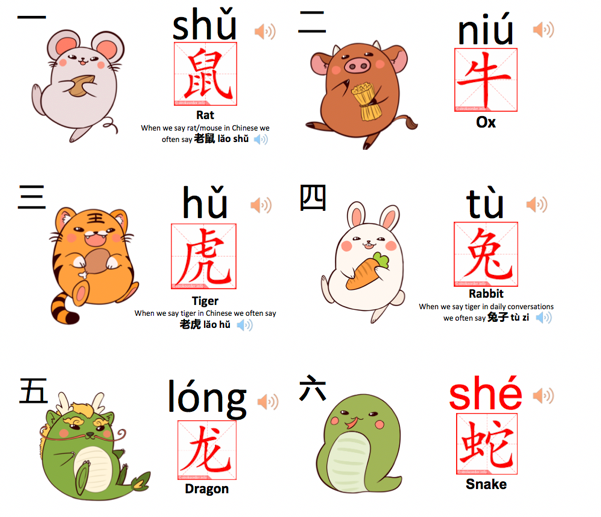 一
shǔ
鼠
Rat
When we say rat/mouse in Chinese we
often say 老鼠 lǎo shǔ
二
niú
牛
Ox
三
hǔ
王
虎
Tiger
When we say tiger in Chinese we often say
老虎 lǎo hǔ
四
tù
兔
Rabbit
When we say tiger in daily conversations
we often say 兔子 tù zi
五
lóng
龙
Dragon
六
shé
蛇
Snake